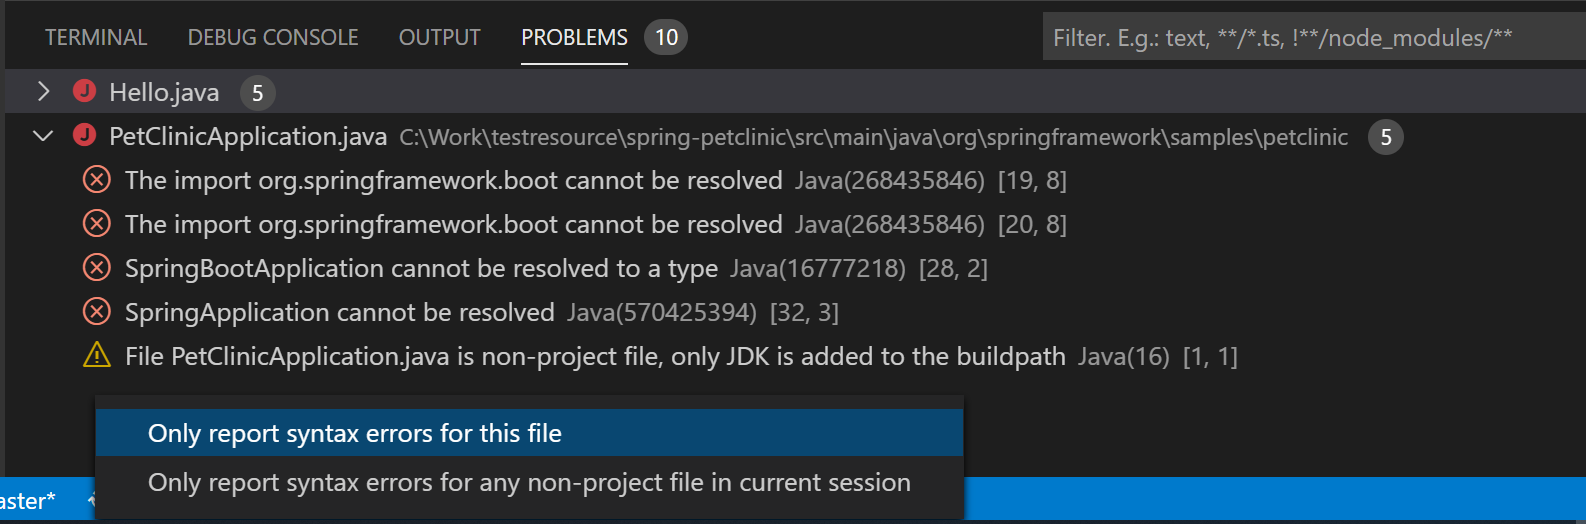 TERMINAL DEBUG CONSOLE OUTPUT PROBLEMS 10 Filter. E.g.: text, **/*.ts, !**/node_modules/**
J Hello.java 5
J PetClinicApplication.java C:\Work\testresource\spring-petclinic\src\main\java\org\springframework\samples\petclinic 5
The import org.springframework.boot cannot be resolved Java(268435846) [19, 8]
The import org.springframework.boot cannot be resolved Java(268435846) [20, 8]
SpringBootApplication cannot be resolved to a type Java(16777218) [28, 2]
SpringApplication cannot be resolved Java(570425394) [32, 3]
File PetClinicApplication.java is non-project file, only JDK is added to the buildpath Java(16) [1, 1]
Only report syntax errors for this file
Only report syntax errors for any non-project file in current session
aster*